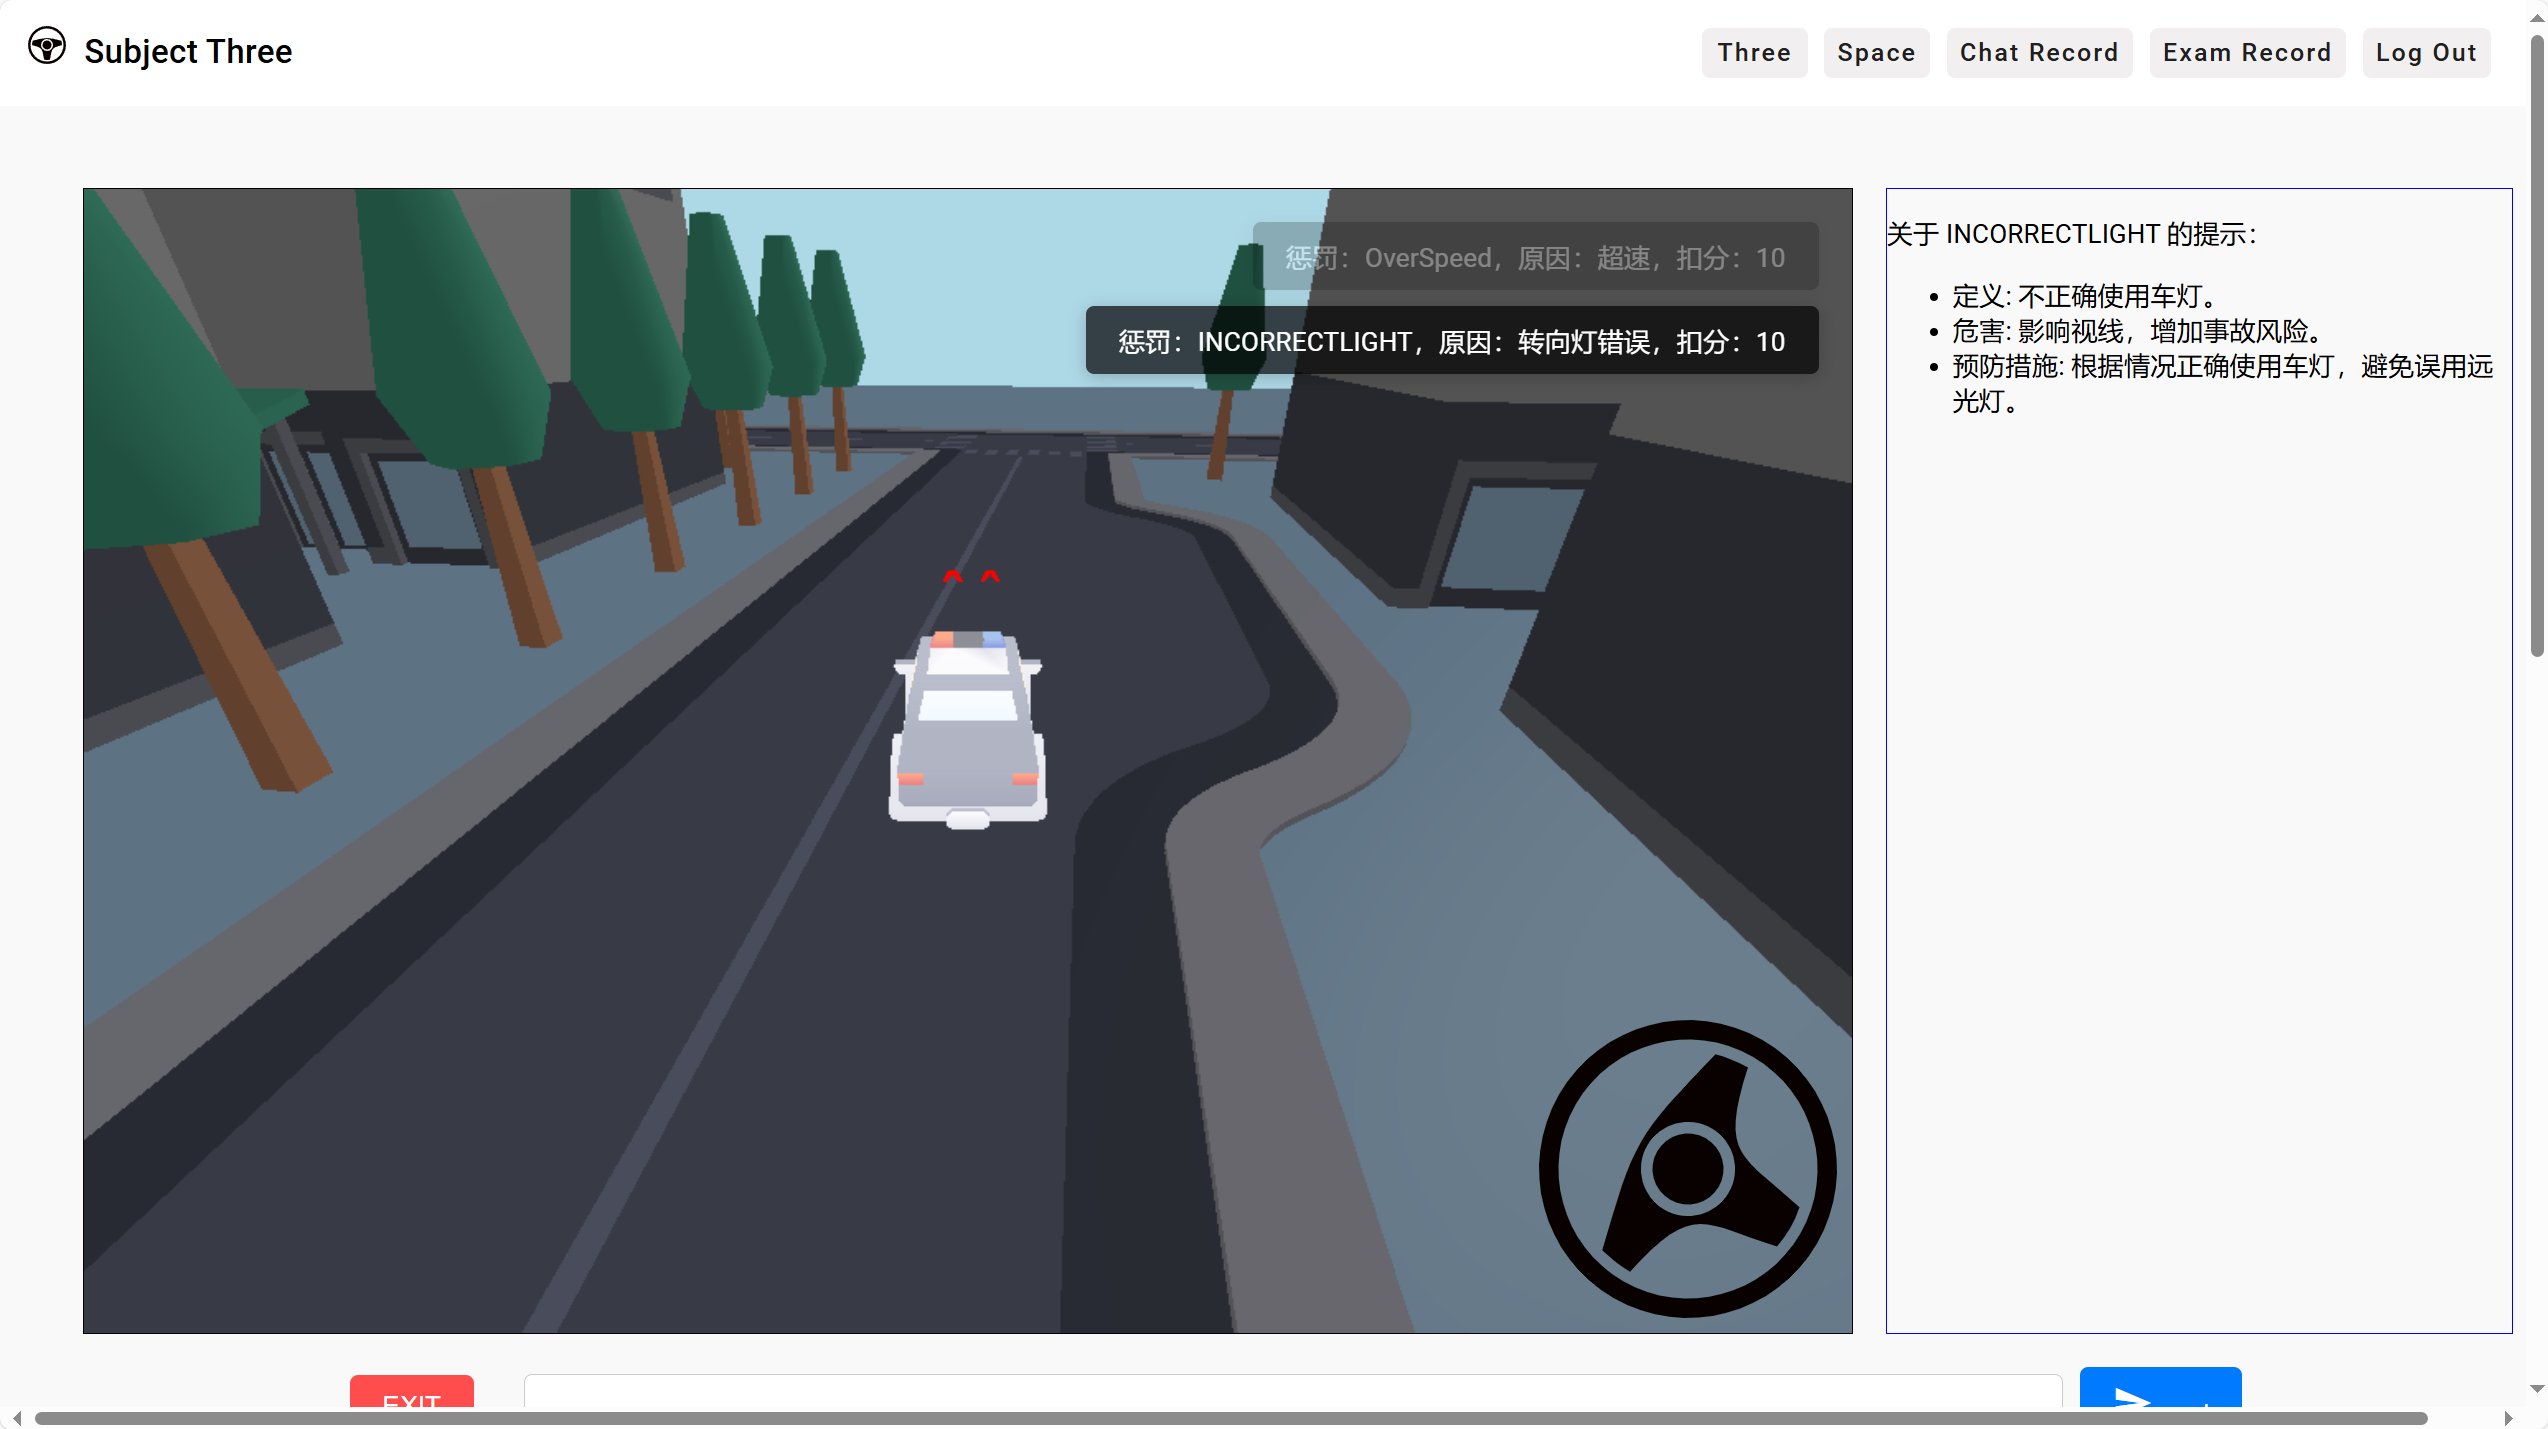 Subject Three
Three
Space
Chat Record
Exam Record
Log Out
惩罚：OverSpeed，原因：超速，扣分：10
惩罚：INCORRECTLIGHT，原因：转向灯错误，扣分：10
关于 INCORRECTLIGHT 的提示：
定义: 不正确使用车灯。
危害: 影响视线，增加事故风险。
预防措施: 根据情况正确使用车灯，避免误用远
光灯。
EXIT